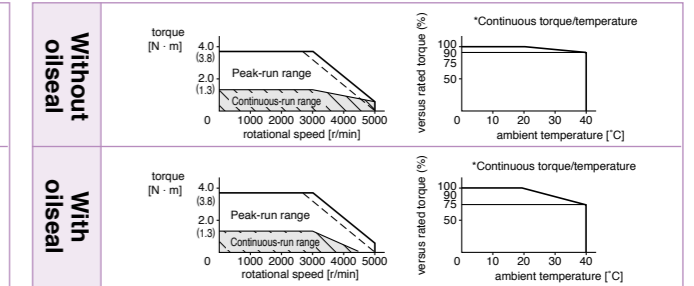 Without
oilseal
torque
[N · m]
4.0
(3.8)
2.0
(1.3)
Peak-run range
Continuous-run range
0 1000 2000 3000 4000 5000
rotational speed [r/min]
*Continuous torque/temperature
versus rated torque (%)
100
90
75
50
0 10 20 30 40
ambient temperature [˚C]
With
oilseal
torque
[N · m]
4.0
(3.8)
2.0
(1.3)
Peak-run range
Continuous-run range
0 1000 2000 3000 4000 5000
rotational speed [r/min]
*Continuous torque/temperature
versus rated torque (%)
100
90
75
50
0 10 20 30 40
ambient temperature [˚C]